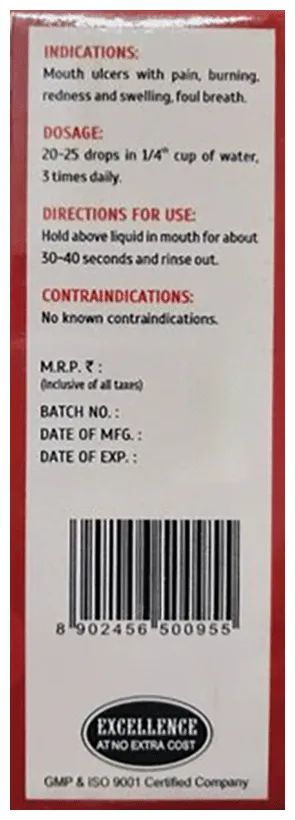 INDICATIONS:
Mouth ulcers with pain, burning,
redness and swelling, foul breath.
DOSAGE:
20-25 drops in 1/4th cup of water,
3 times daily.
DIRECTIONS FOR USE:
Hold above liquid in mouth for about
30-40 seconds and rinse out.
CONTRAINDICATIONS:
No known contraindications.
M.R.P. ₹ :
(Inclusive of all taxes)
BATCH NO. :
DATE OF MFG. :
DATE OF EXP. :
8 902456 500955
EXCELLENCE
AT NO EXTRA COST
GMP & ISO 9001 Certified Company